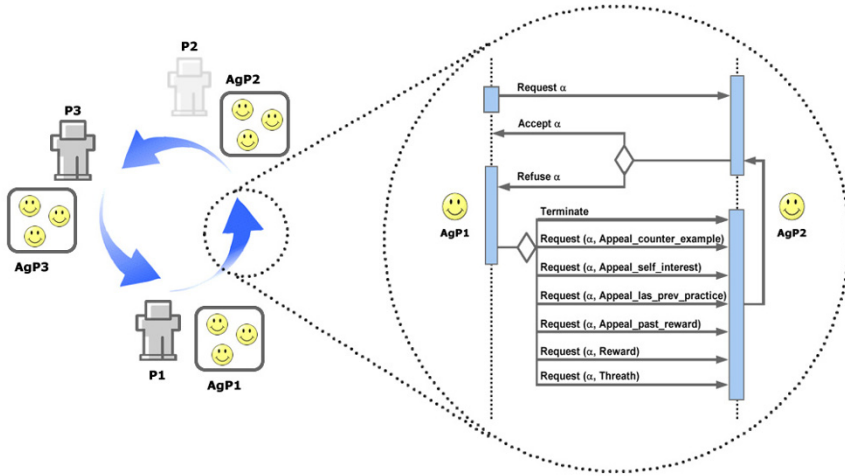 P2
AgP2
P3
AgP3
P1
AgP1
Request α
Accept α
Refuse α
AgP1
AgP2
Terminate
Request (α, Appeal_counter_example)
Request (α, Appeal_self_interest)
Request (α, Appeal_las_prev_practice)
Request (α, Appeal_past_reward)
Request (α, Reward)
Request (α, Threath)